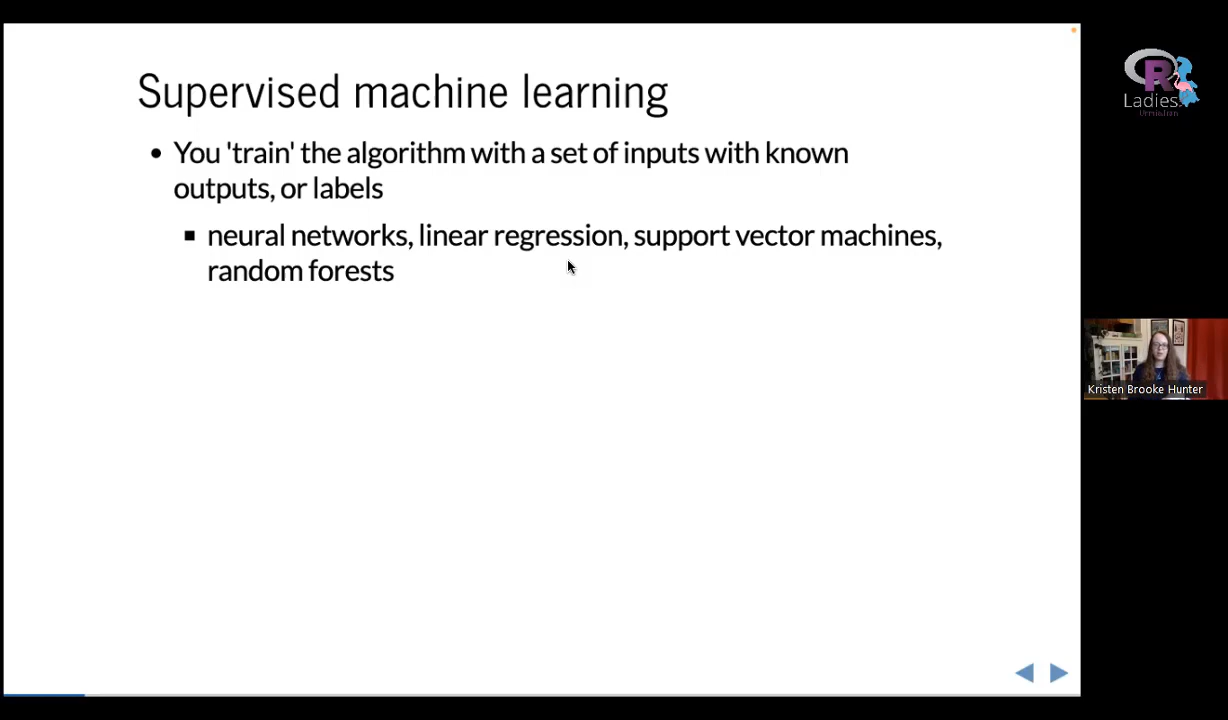 Supervised machine learning
• You 'train' the algorithm with a set of inputs with known
outputs, or labels
▪ neural networks, linear regression, support vector machines,
random forests
R
Ladies
Kristen Brooke Hunter